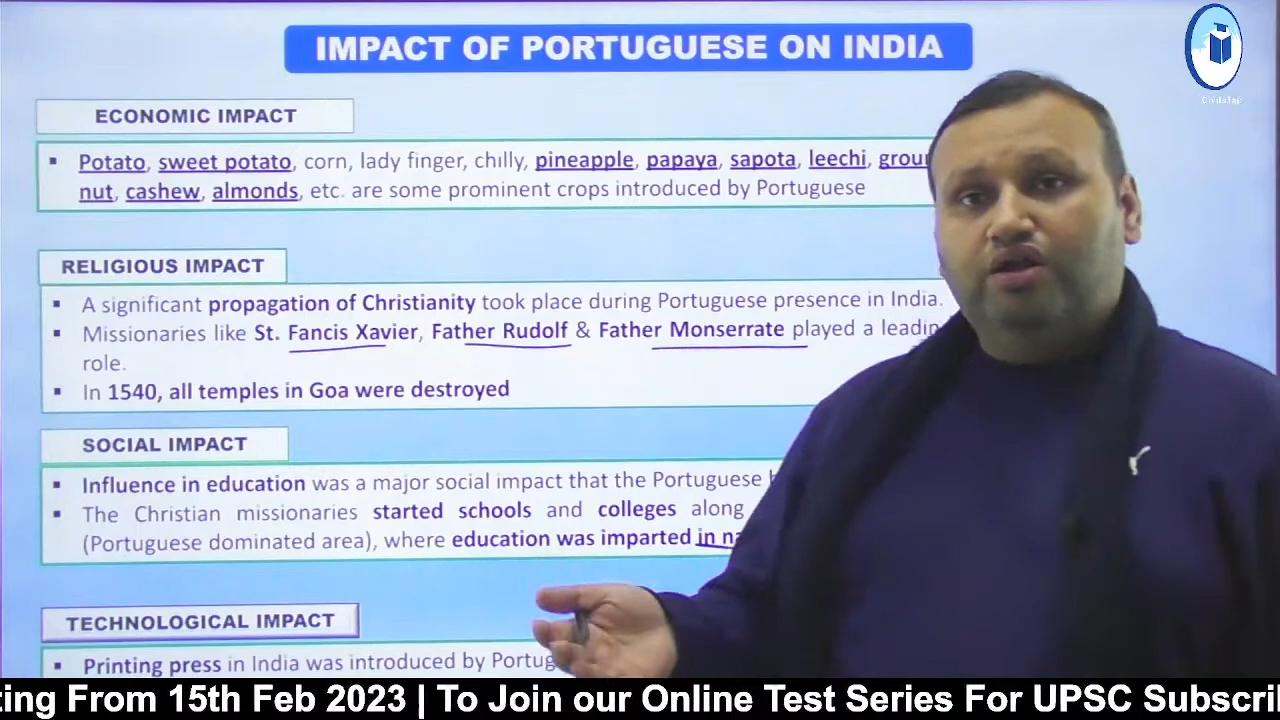 IMPACT OF PORTUGUESE ON INDIA
ECONOMIC IMPACT
▪ Potato, sweet potato, corn, lady finger, chilly, pineapple, papaya, sapota, leechi,
nut, cashew, almonds, etc. are some prominent crops introduced by Portuguese
RELIGIOUS IMPACT
▪ A significant propagation of Christianity took place during Portuguese presence in India.
▪ Missionaries like St. Fancis Xavier, Father Rudolf & Father Monserrate played a
role.
▪ In 1540, all temples in Goa were destroyed
SOCIAL IMPACT
▪ Influence in education was a major social impact that the Portuguese
▪ The Christian missionaries started schools and colleges along
(Portuguese dominated area), where education was imparted in
TECHNOLOGICAL IMPACT
▪ Printing press in India was introduced by
ting From 15th Feb 2023 | To Join our Online Test Series For UPSC Subscri